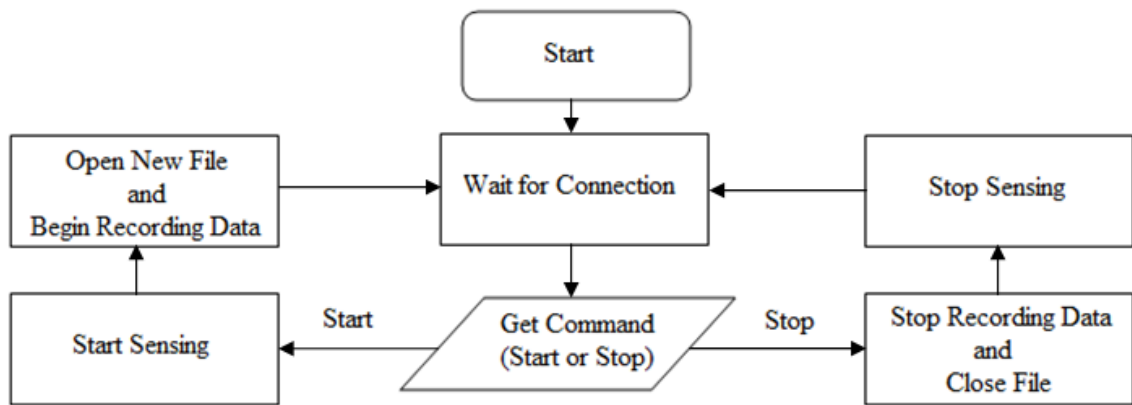 Start
Open New File
and
Begin Recording Data
Wait for Connection
Stop Sensing
Start Sensing
Start
Get Command
(Start or Stop)
Stop
Stop Recording Data
and
Close File